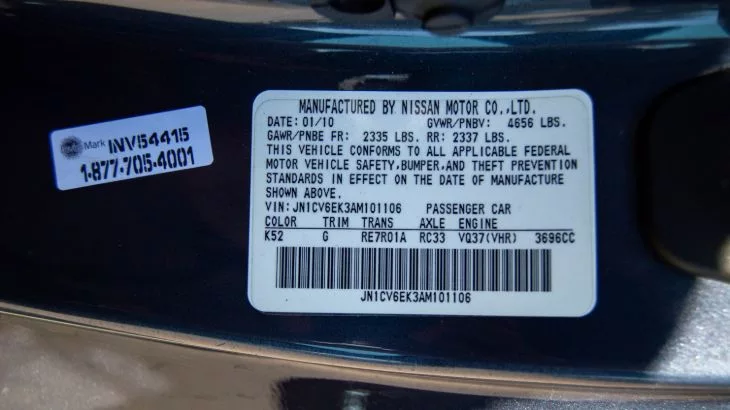 Mark INV54415
1-877-705-4001
MANUFACTURED BY NISSAN MOTOR CO.,LTD.
DATE: 01/10 GVWR/PNBV: 4656 LBS.
GAWR/PNBE FR: 2335 LBS. RR: 2337 LBS.
THIS VEHICLE CONFORMS TO ALL APPLICABLE FEDERAL
MOTOR VEHICLE SAFETY,BUMPER,AND THEFT PREVENTION
STANDARDS IN EFFECT ON THE DATE OF MANUFACTURE
SHOWN ABOVE.
VIN:JN1CV6EK3AM101106 PASSENGER CAR
COLOR TRIM TRANS AXLE ENGINE
K52 G RE7R01A RC33 VQ37(VHR) 3696CC
JN1CV6EK3AM101106